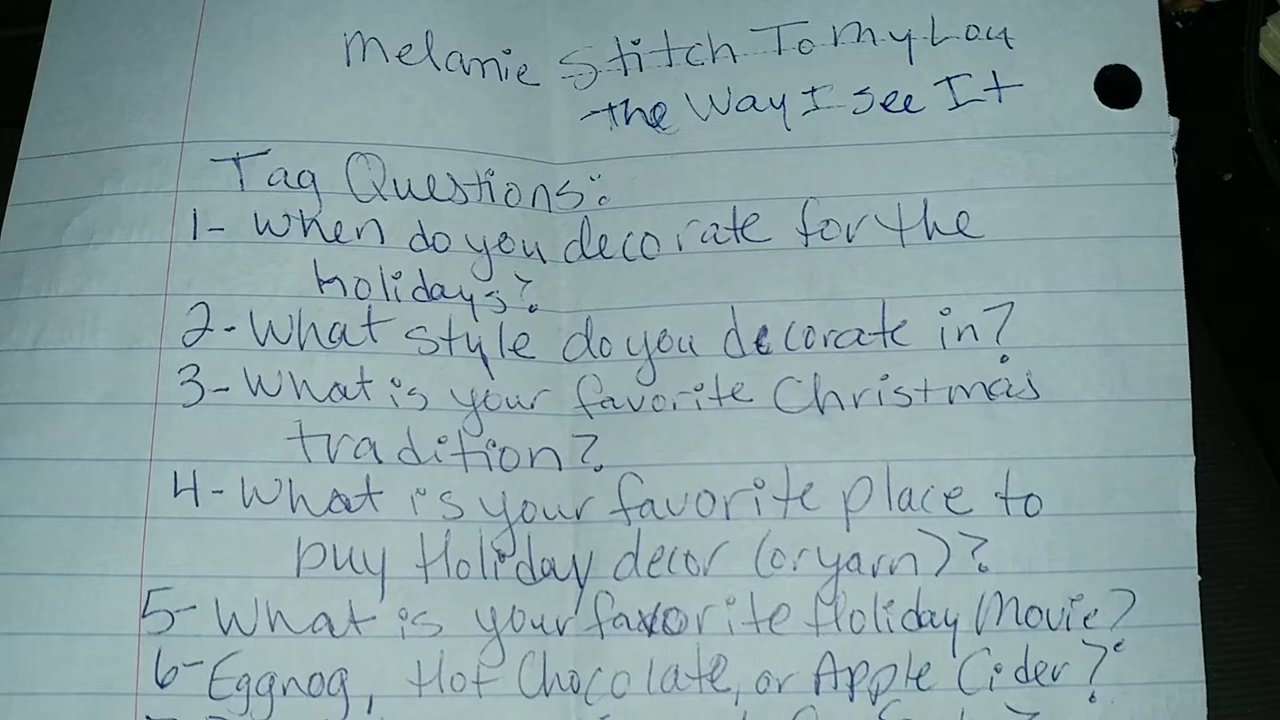 Melanie Stitch To My Lou
the Way I see It
Tag Questions:
1- When do you decorate for the
holidays?
2- What style do you decorate in?
3- What is your favorite Christmas
tradition?
4- What is your favorite place to
buy Holiday decor (or yarn)?
5- What is your favorite Holiday Movie?
6- Eggnog, Hot Chocolate, or Apple Cider?